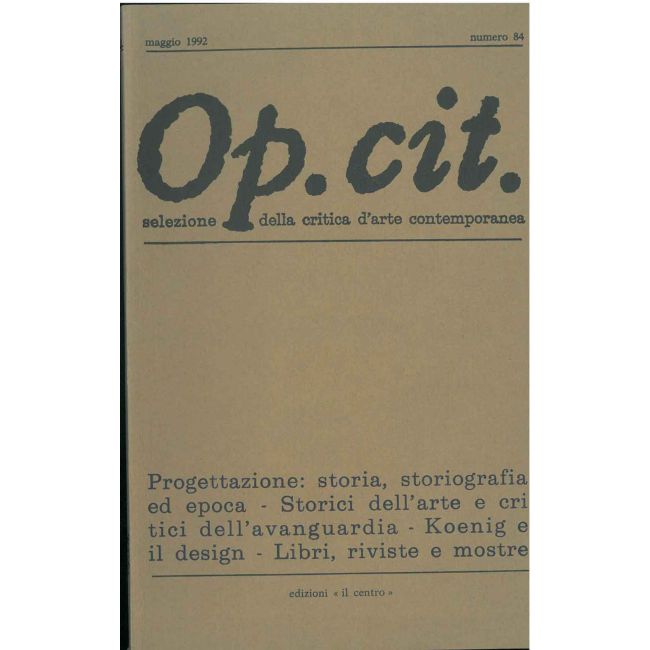 maggio 1992 numero 84
Op. cit.
selezione della critica d'arte contemporanea
Progettazione: storia, storiografia
ed epoca - Storici dell'arte e cri
tici dell'avanguardia - Koenig e
il design - Libri, riviste e mostre
edizioni « il centro »